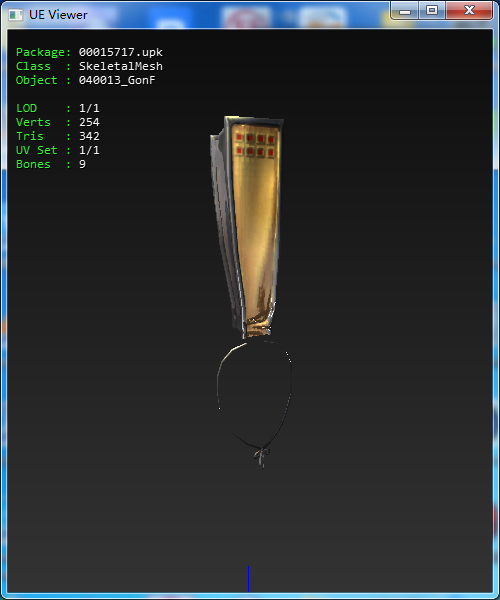 UE Viewer
Package: 00015717.upk
Class : SkeletalMesh
Object : 040013_GonF
LOD : 1/1
Verts : 254
Tris : 342
UV Set : 1/1
Bones : 9